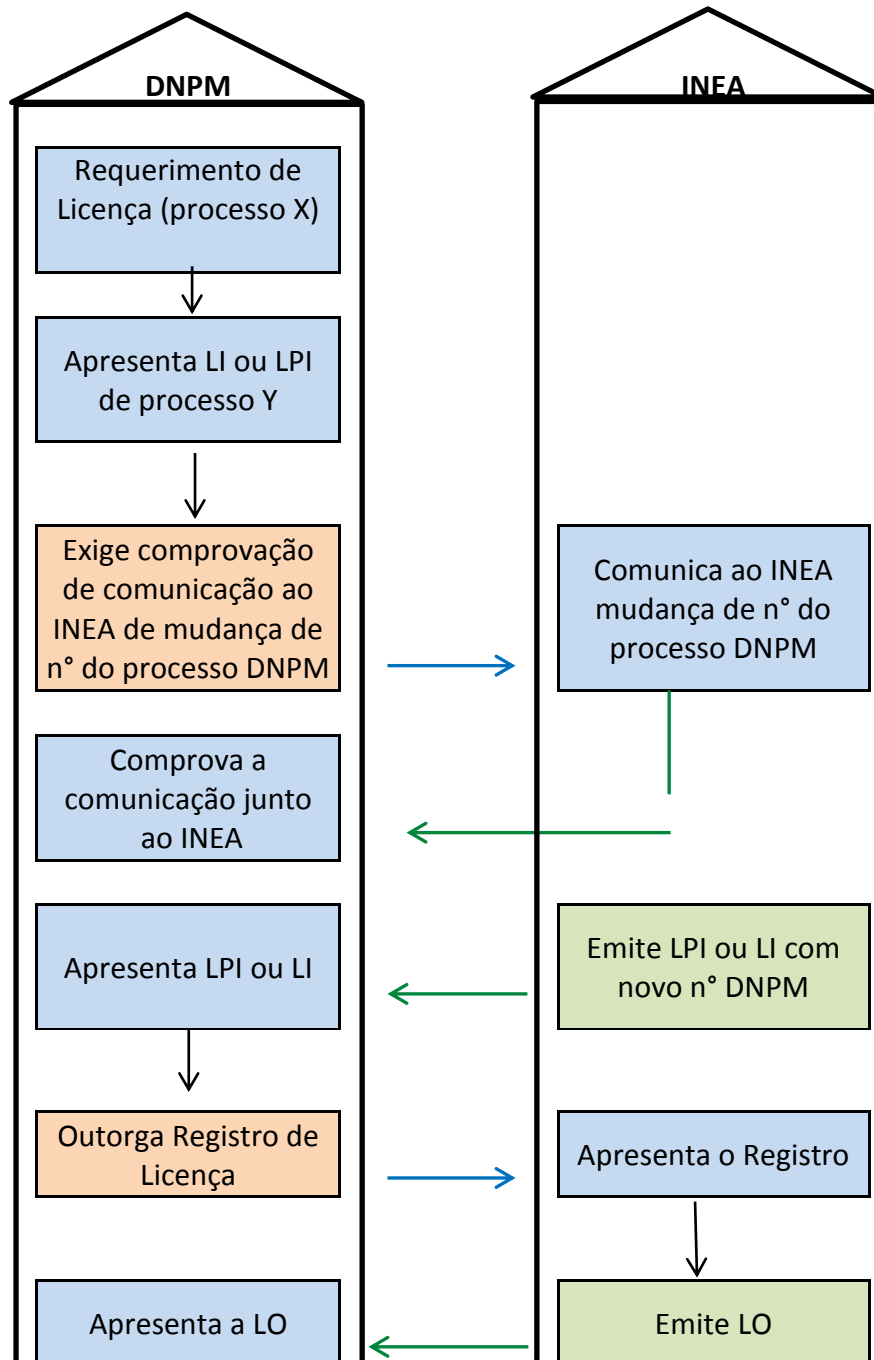 DNPM
INEA
Requerimento de
Licença (processo X)
Apresenta LI ou LPI
de processo Y
Exige comprovação
de comunicação ao
INEA de mudança de
n° do processo DNPM
Comunica ao INEA
mudança de n° do
processo DNPM
Comprova a
comunicação junto
ao INEA
Apresenta LPI ou LI
Emite LPI ou LI com
novo n° DNPM
Outorga Registro de
Licença
Apresenta o Registro
Apresenta a LO
Emite LO